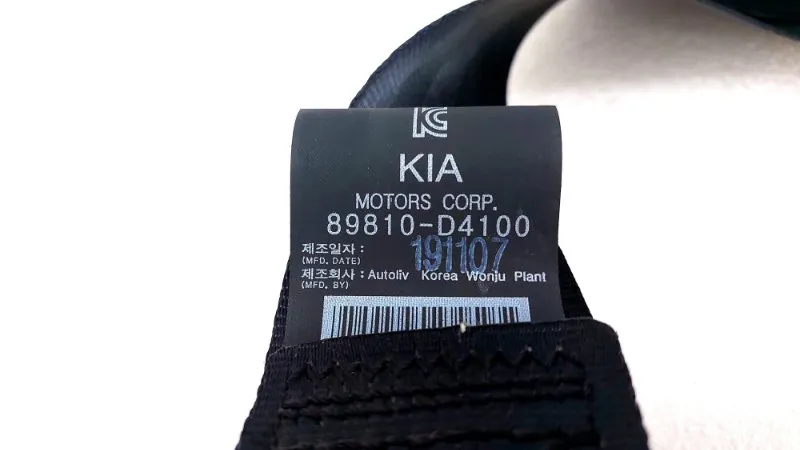 KC
KIA
MOTORS CORP.
89810-D4100
제조일자 : 191107
(MFD. DATE)
제조회사 : Autoliv Korea Wonju Plant
(MFD. BY)